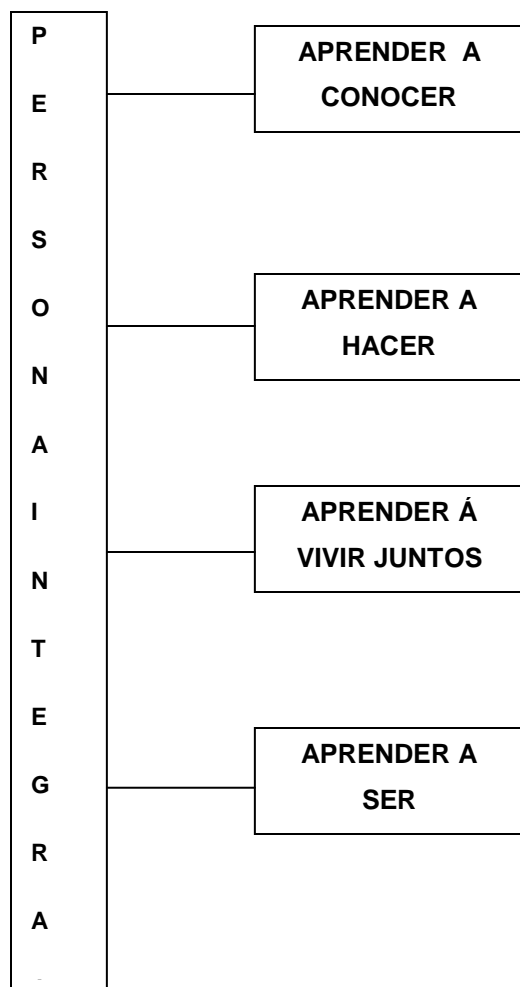 P
E
R
S
O
N
A
I
N
T
E
G
R
A
APRENDER A
CONOCER
APRENDER A
HACER
APRENDER Á
VIVIR JUNTOS
APRENDER A
SER